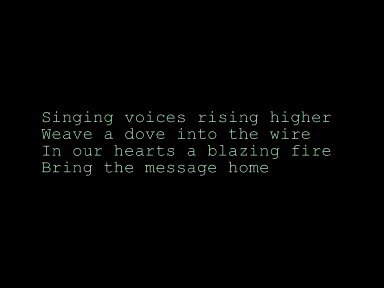 Singing voices rising higher
Weave a dove into the wire
In our hearts a blazing fire
Bring the message home